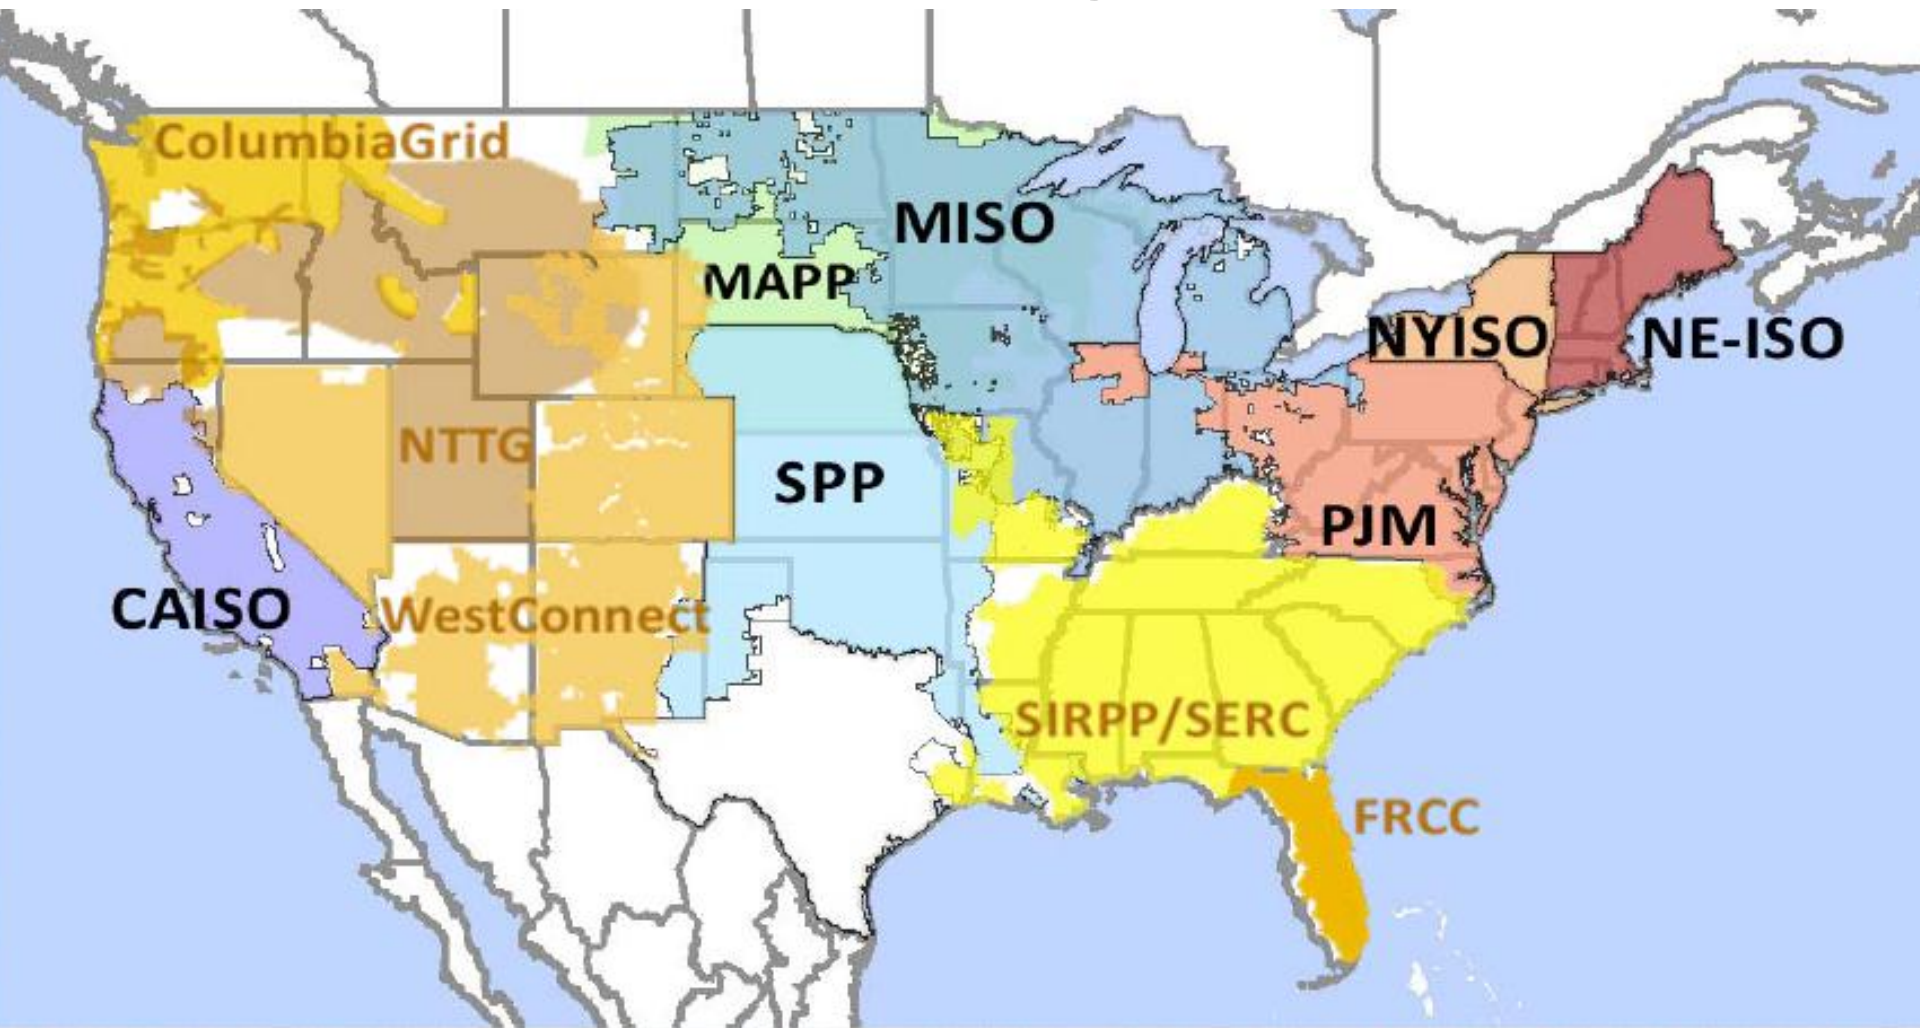 ColumbiaGrid
MISO
MAPP
NYISO
NE-ISO
NTTG
SPP
PJM
CAISO
WestConnect
SIRPP/SERC
FRCC